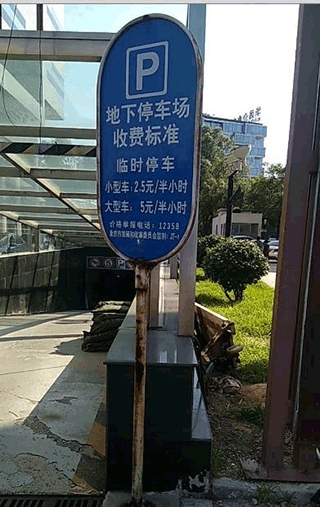 P
地下停车场
收费标准
临时停车
小型车：2.5元/半小时
大型车： 5元/半小时
价格举报电话：12358